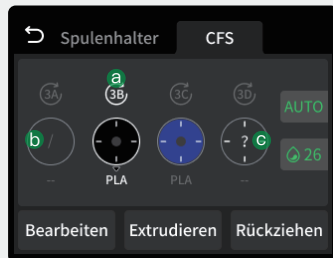 Spulenhalter CFS
a
3A 3B 3C 3D
AUTO
b / - ? c
26
-- PLA PLA --
Bearbeiten Extrudieren Rückziehen